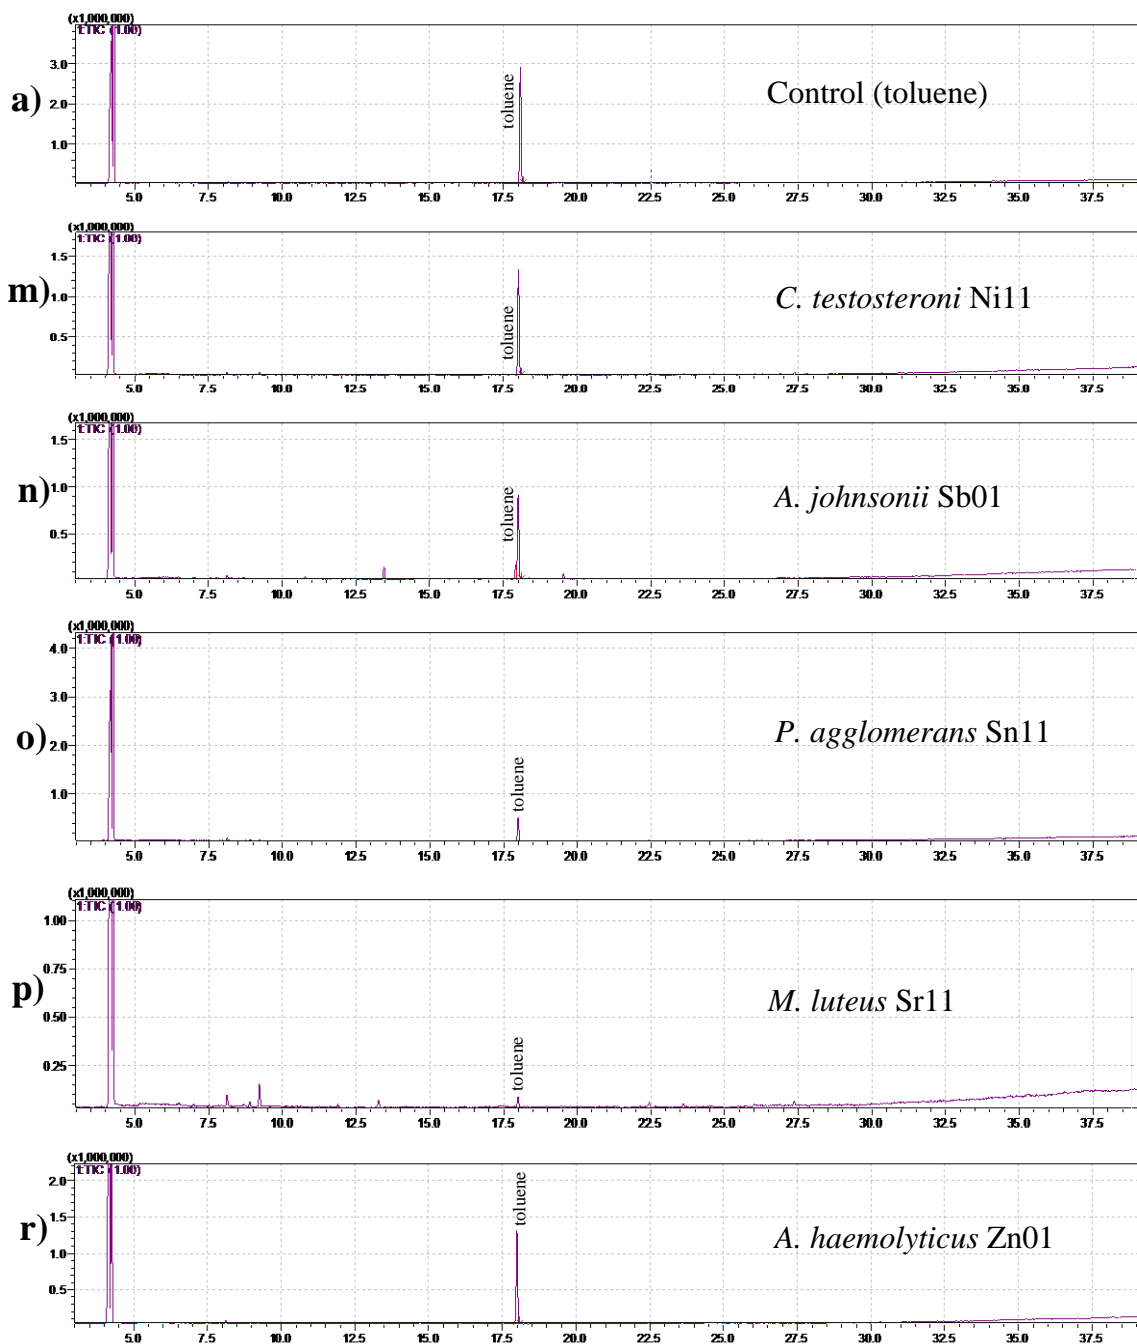 (x1,000,000)
1:TIC (1.00)
3.0
2.0
1.0
a)
toluene
Control (toluene)
5.0 7.5 10.0 12.5 15.0 17.5 20.0 22.5 25.0 27.5 30.0 32.5 35.0 37.5
(x1,000,000)
1:TIC (1.00)
1.5
1.0
0.5
m)
toluene
C. testosteroni Ni11
5.0 7.5 10.0 12.5 15.0 17.5 20.0 22.5 25.0 27.5 30.0 32.5 35.0 37.5
(x1,000,000)
1:TIC (1.00)
1.5
1.0
0.5
n)
toluene
A. johnsonii Sb01
5.0 7.5 10.0 12.5 15.0 17.5 20.0 22.5 25.0 27.5 30.0 32.5 35.0 37.5
(x1,000,000)
1:TIC (1.00)
4.0
3.0
2.0
1.0
o)
toluene
P. agglomerans Sn11
5.0 7.5 10.0 12.5 15.0 17.5 20.0 22.5 25.0 27.5 30.0 32.5 35.0 37.5
(x1,000,000)
1:TIC (1.00)
1.00
0.75
0.50
0.25
p)
toluene
M. luteus Sr11
5.0 7.5 10.0 12.5 15.0 17.5 20.0 22.5 25.0 27.5 30.0 32.5 35.0 37.5
(x1,000,000)
1:TIC (1.00)
2.0
1.5
1.0
0.5
r)
toluene
A. haemolyticus Zn01
5.0 7.5 10.0 12.5 15.0 17.5 20.0 22.5 25.0 27.5 30.0 32.5 35.0 37.5